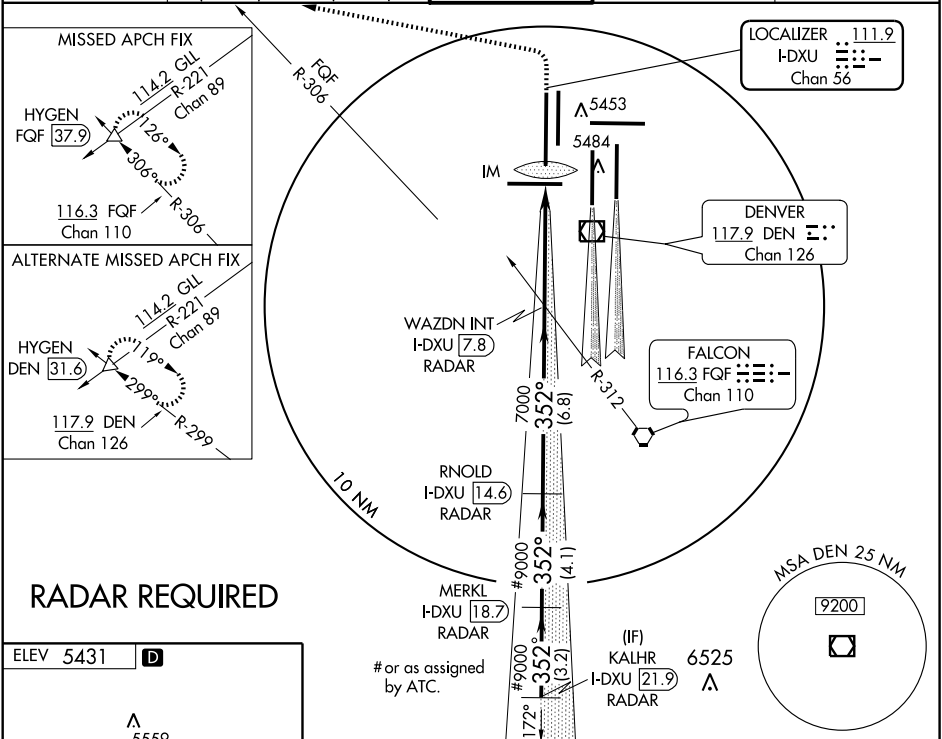 MISSED APCH FIX
114.2 GLL
R-221
Chan 89
HYGEN
FQF 37.9
126°
306°
R-306
116.3 FQF
Chan 110
ALTERNATE MISSED APCH FIX
114.2 GLL
R-221
Chan 89
HYGEN
DEN 31.6
119°
299°
R-299
117.9 DEN
Chan 126
FQF
R-306
LOCALIZER 111.9
I-DXU
Chan 56
5453
5484
IM
DENVER
117.9 DEN
Chan 126
WAZDN INT
I-DXU 7.8
RADAR
FALCON
116.3 FQF
Chan 110
R-312
7000
352°
(6.8)
RNOLD
I-DXU 14.6
RADAR
10 NM
#9000
352°
(4.1)
MERKL
I-DXU 18.7
RADAR
#9000
352°
(3.2)
(IF)
KALHR
I-DXU 21.9
RADAR
6525
172°
# or as assigned
by ATC.
MSA DEN 25 NM
9200
RADAR REQUIRED
ELEV 5431 D
5559